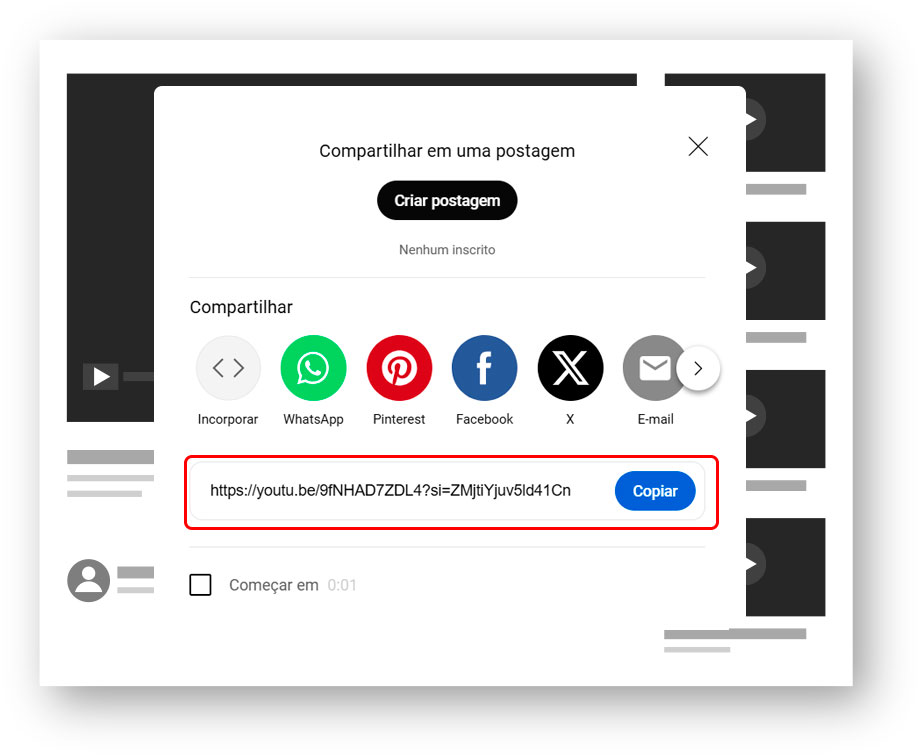 Compartilhar em uma postagem
Criar postagem
Nenhum inscrito
Compartilhar
Incorporar WhatsApp Pinterest Facebook X E-mail
https://youtu.be/9fNHAD7ZDL4?si=ZMjtiYjuv5ld41Cn Copiar
Começar em 0:01